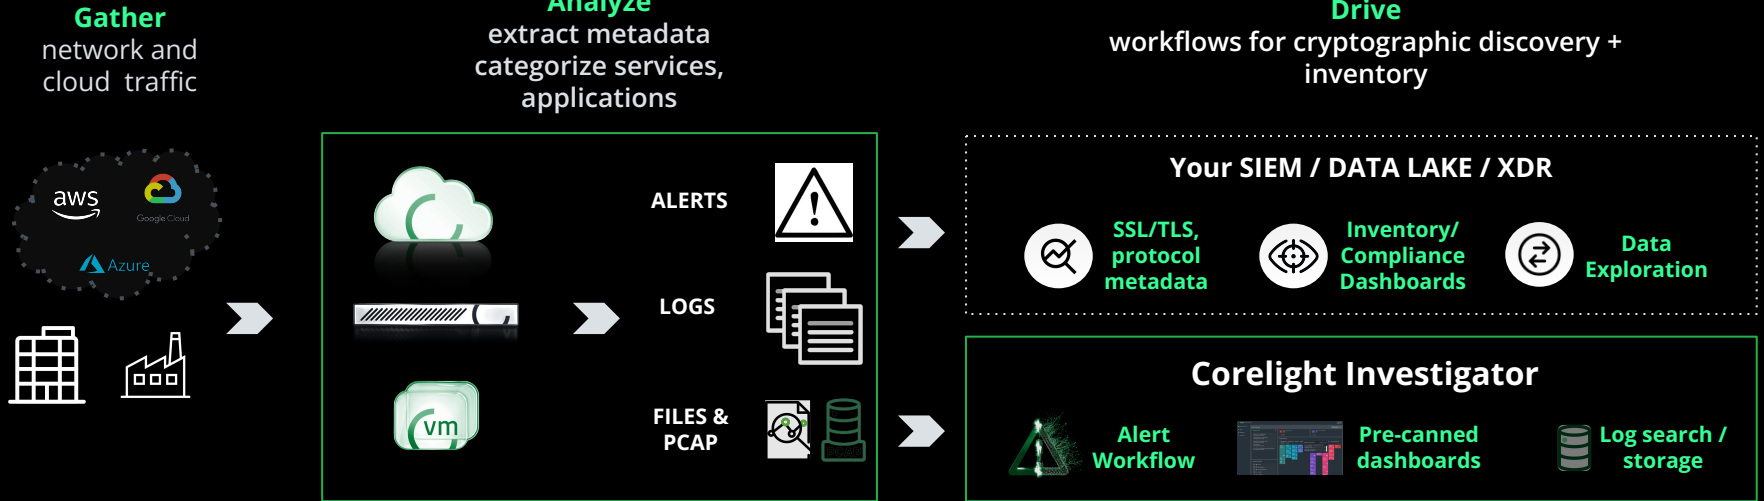 Gather
network and
cloud traffic
Analyze
extract metadata
categorize services,
applications
Drive
workflows for cryptographic discovery +
inventory
aws
Google Cloud
Azure
vm
ALERTS
LOGS
FILES &
PCAP
PCAP
Your SIEM / DATA LAKE / XDR
SSL/TLS,
protocol
metadata
Inventory/
Compliance
Dashboards
Data
Exploration
Corelight Investigator
Alert
Workflow
Pre-canned
dashboards
Log search /
storage